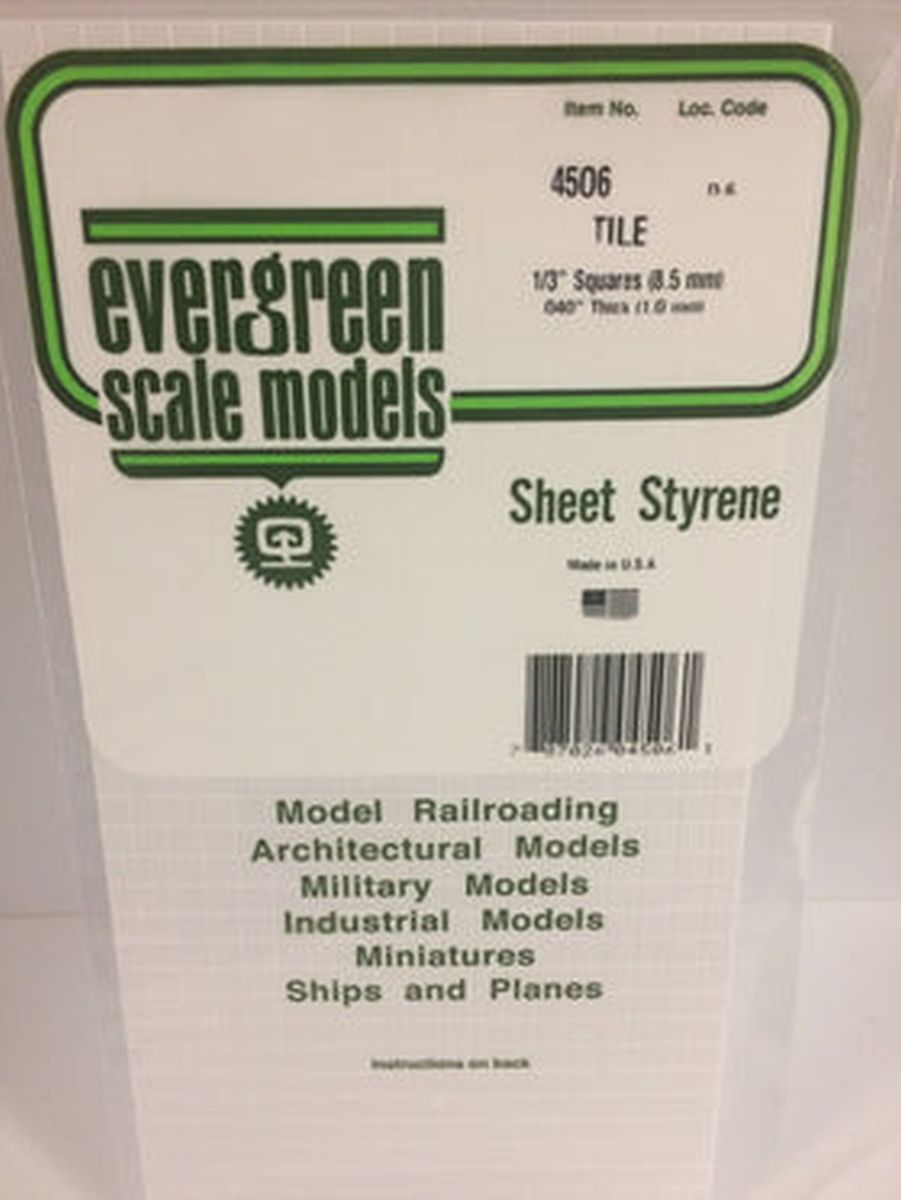 Item No. Loc. Code
4506
TILE
1/3" Squares (8.5 mm)
.040" Thick (1.0 mm)
evergreen
scale models
Sheet Styrene
Made in U.S.A
Model Railroading
Architectural Models
Military Models
Industrial Models
Miniatures
Ships and Planes
Instructions on back